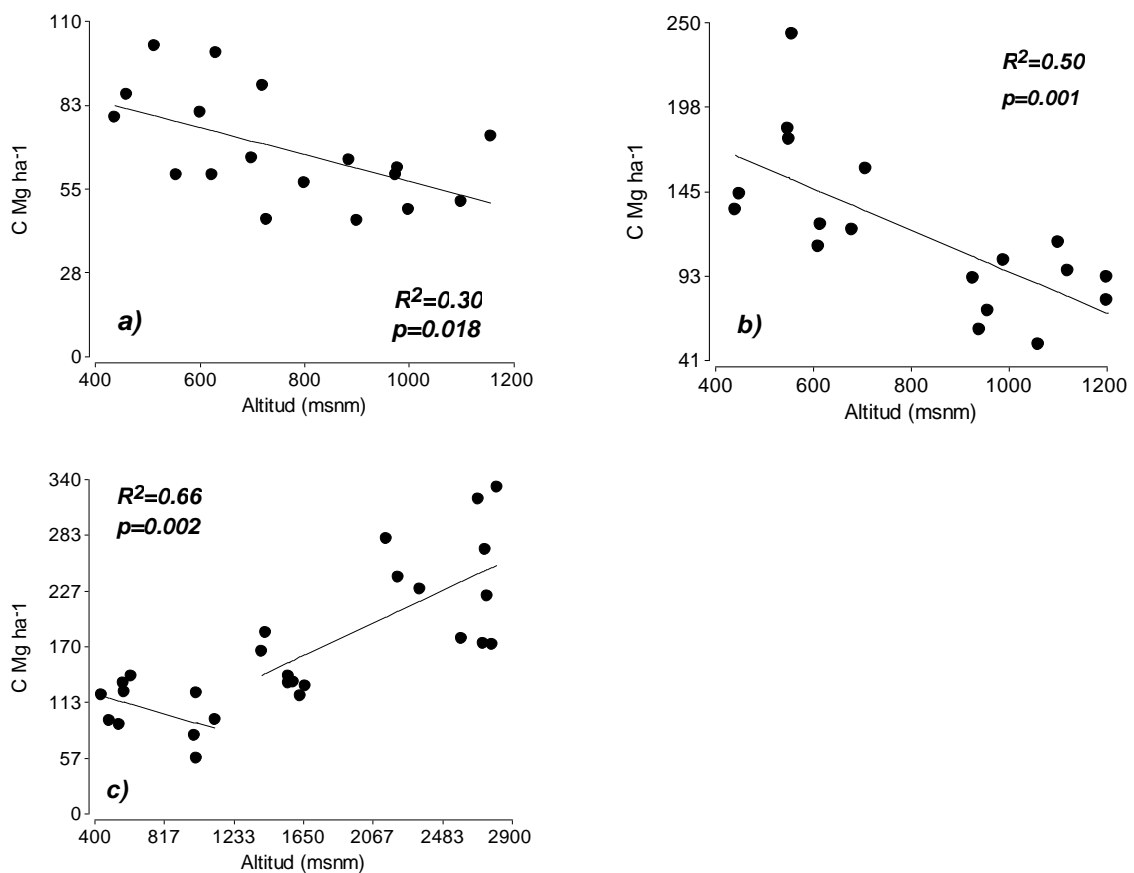 110
83
55
28
0
C Mg ha-1
a)
R²=0.30
p=0.018
400 600 800 1000 1200
Altitud (msnm)
250
198
145
93
41
C Mg ha-1
R²=0.50
p=0.001
b)
400 600 800 1000 1200
Altitud (msnm)
340
283
227
170
113
57
0
C Mg ha-1
R²=0.66
p=0.002
c)
400 817 1233 1650 2067 2483 2900
Altitud (msnm)